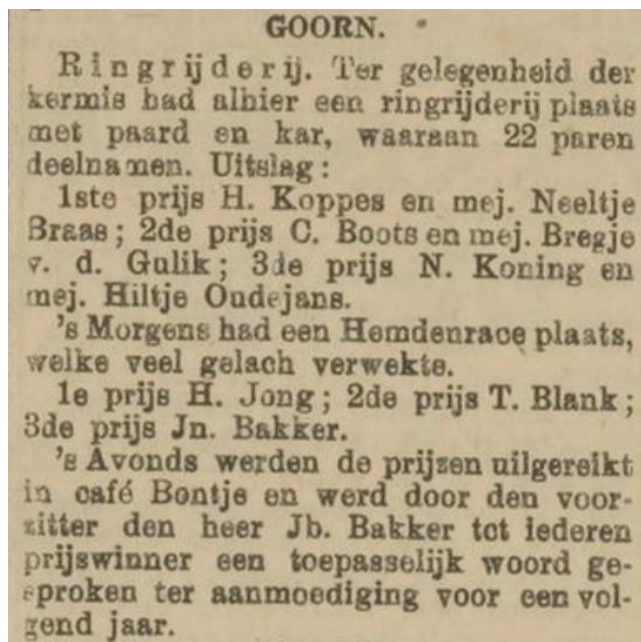 GOORN.
Ringrijderij. Ter gelegenheid der
kermis had alhier een ringrijderij plaats
met paard en kar, waaraan 22 paren
deelnamen. Uitslag:
1ste prijs H. Koppes en mej. Neeltje
Braas; 2de prijs C. Boots en mej. Bregje
v. d. Gulik; 3de prijs N. Koning en
mej. Hiltje Oudejans.
's Morgens had een Hemdenrace plaats,
welke veel gelach verwekte.
1e prijs H. Jong; 2de prijs T. Blank;
3de prijs Jn. Bakker.
's Avonds werden de prijzen uilgereikt
in café Bontje en werd door den voor-
zitter den heer Jb. Bakker tot iederen
prijswinner een toepasselijk woord ge-
sproken ter aanmoediging voor een vol-
gend jaar.